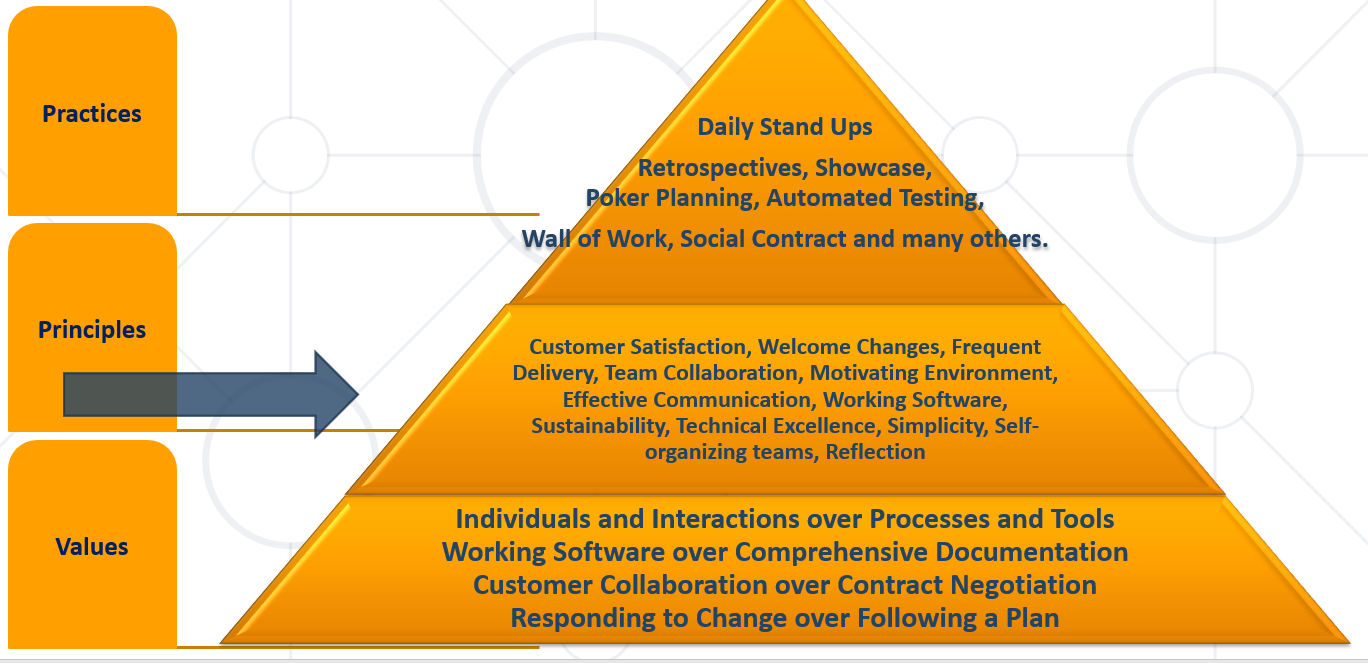 Practices
Daily Stand Ups
Retrospectives, Showcase,
Poker Planning, Automated Testing,
Wall of Work, Social Contract and many others.
Principles
Customer Satisfaction, Welcome Changes, Frequent
Delivery, Team Collaboration, Motivating Environment,
Effective Communication, Working Software,
Sustainability, Technical Excellence, Simplicity, Self-
organizing teams, Reflection
Values
Individuals and Interactions over Processes and Tools
Working Software over Comprehensive Documentation
Customer Collaboration over Contract Negotiation
Responding to Change over Following a Plan